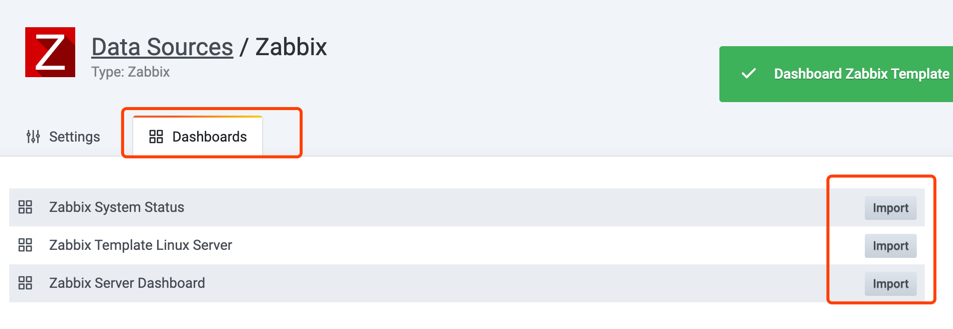 Z
Data Sources / Zabbix
Type: Zabbix
Dashboard Zabbix Template
Settings
Dashboards
Zabbix System Status
Import
Zabbix Template Linux Server
Import
Zabbix Server Dashboard
Import